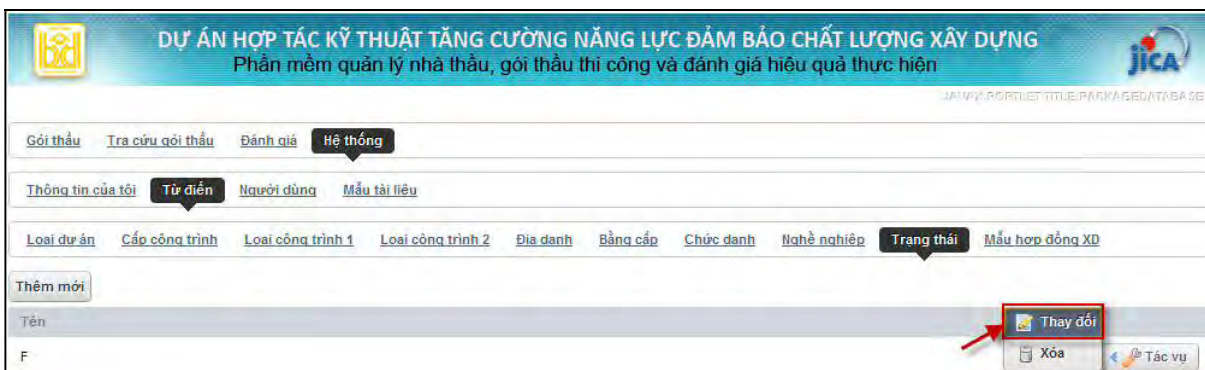 DỰ ÁN HỢP TÁC KỸ THUẬT TĂNG CƯỜNG NĂNG LỰC ĐẢM BẢO CHẤT LƯỢNG XÂY DỰNG
Phần mềm quản lý nhà thầu, gói thầu thi công và đánh giá hiệu quả thực hiện
jica
JAVAX.PORTLET.TITLE.PACKAGEDATABASE
Gói thầu Tra cứu gói thầu Đánh giá Hệ thống
Thông tin của tôi Từ điển Người dùng Mẫu tài liệu
Loại dự án Cấp công trình Loại công trình 1 Loại công trình 2 Địa danh Bằng cấp Chức danh Nghề nghiệp Trạng thái Mẫu hợp đồng XD
Thêm mới
Tên
Thay đổi
F
Xóa
Tác vụ